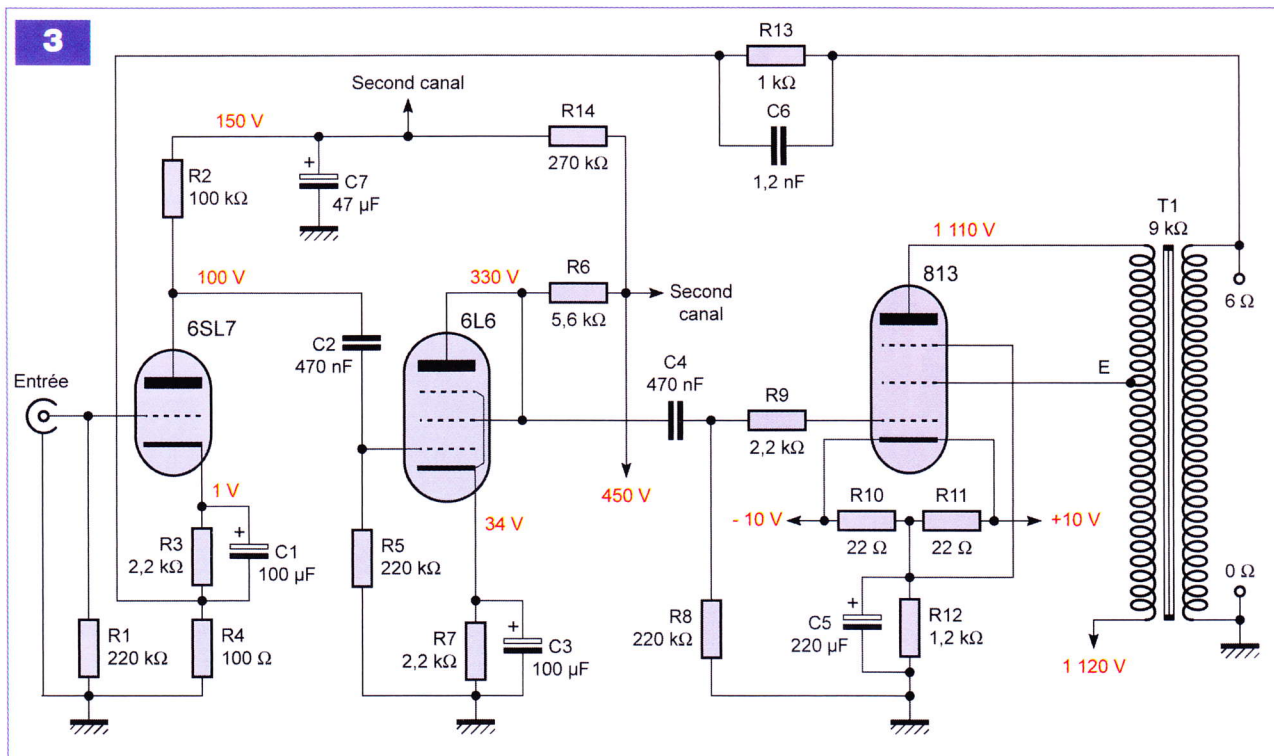 3
R13
1 kΩ
C6
1,2 nF
Second canal
150 V
R14
270 kΩ
R2
100 kΩ
+
C7
47 µF
T1
9 kΩ
1 110 V
100 V
330 V
R6
5,6 kΩ
Second
canal
813
6SL7
6L6
C2
470 nF
6 Ω
Entrée
C4
470 nF
R9
2,2 kΩ
E
450 V
1 V
34 V
R10
22 Ω
R11
22 Ω
- 10 V
+10 V
R3
2,2 kΩ
+
C1
100 µF
R5
220 kΩ
0 Ω
R1
220 kΩ
R4
100 Ω
R7
2,2 kΩ
+
C3
100 µF
R8
220 kΩ
+
C5
220 µF
R12
1,2 kΩ
1 120 V